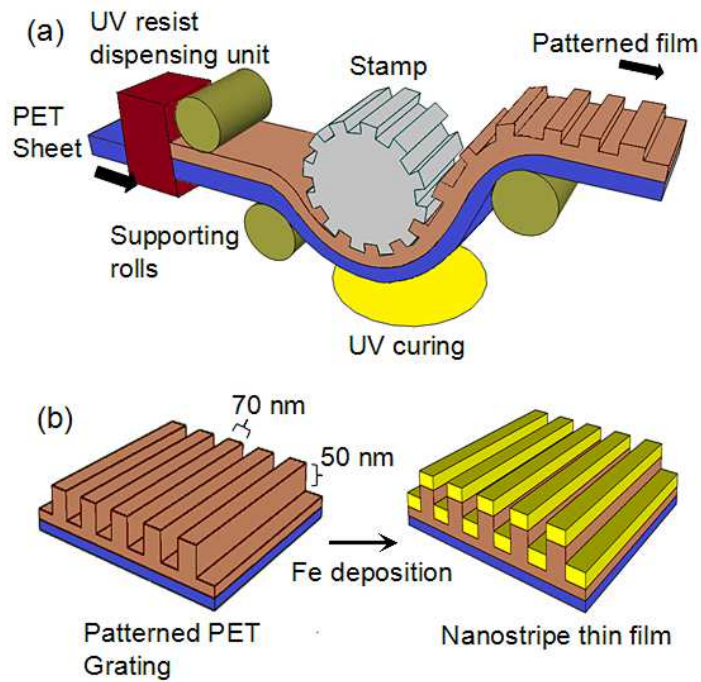 (a)
UV resist
dispensing unit
Stamp
Patterned film
PET
Sheet
Supporting
rolls
UV curing
(b)
70 nm
50 nm
Fe deposition
Patterned PET
Grating
Nanostripe thin film